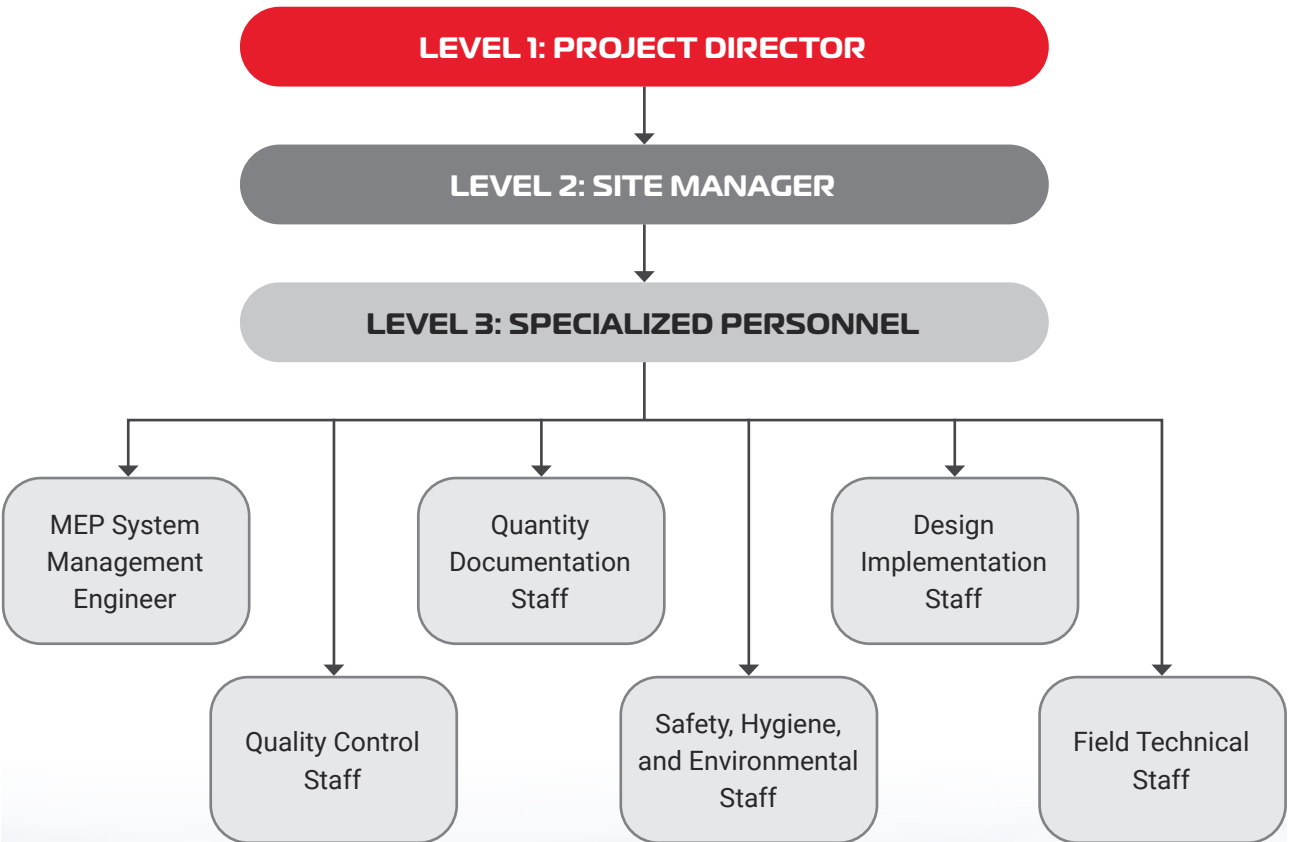 LEVEL 1: PROJECT DIRECTOR
LEVEL 2: SITE MANAGER
LEVEL 3: SPECIALIZED PERSONNEL
MEP System
Management
Engineer
Quantity
Documentation
Staff
Design
Implementation
Staff
Quality Control
Staff
Safety, Hygiene,
and Environmental
Staff
Field Technical
Staff